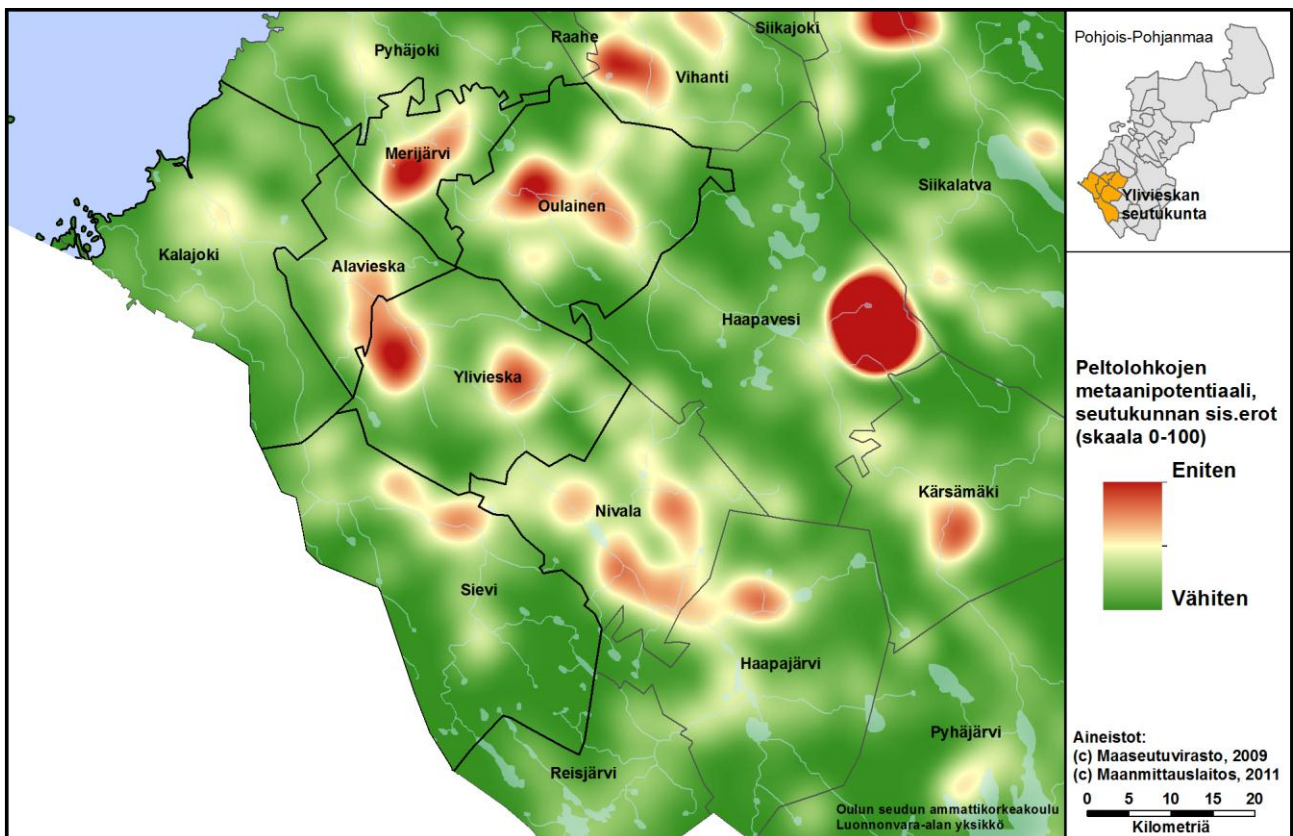 Pyhäjoki
Raahe
Siikajoki
Vihanti
Merijärvi
Oulainen
Siikalatva
Kalajoki
Alavieska
Haapavesi
Ylivieska
Nivala
Kärsämäki
Sievi
Haapajärvi
Pyhäjärvi
Reisjärvi
Oulun seudun ammattikorkeakoulu
Luonnonvara-alan yksikkö
Pohjois-Pohjanmaa
Ylivieskan
seutukunta
Peltolohkojen
metaanipotentiaali,
seutukunnan sis.erot
(skaala 0-100)
Eniten
Vähiten
Aineistot:
(c) Maaseutuvirasto, 2009
(c) Maanmittauslaitos, 2011
0 5 10 15 20
Kilometriä